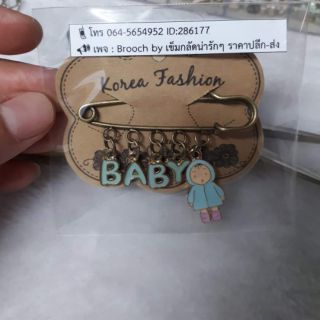 โทร 064-5654952 ID:286177
เพจ : Brooch by เข็มกลัดน่ารักๆ ราคาปลีก-ส่ง
Korea Fashion
BABY